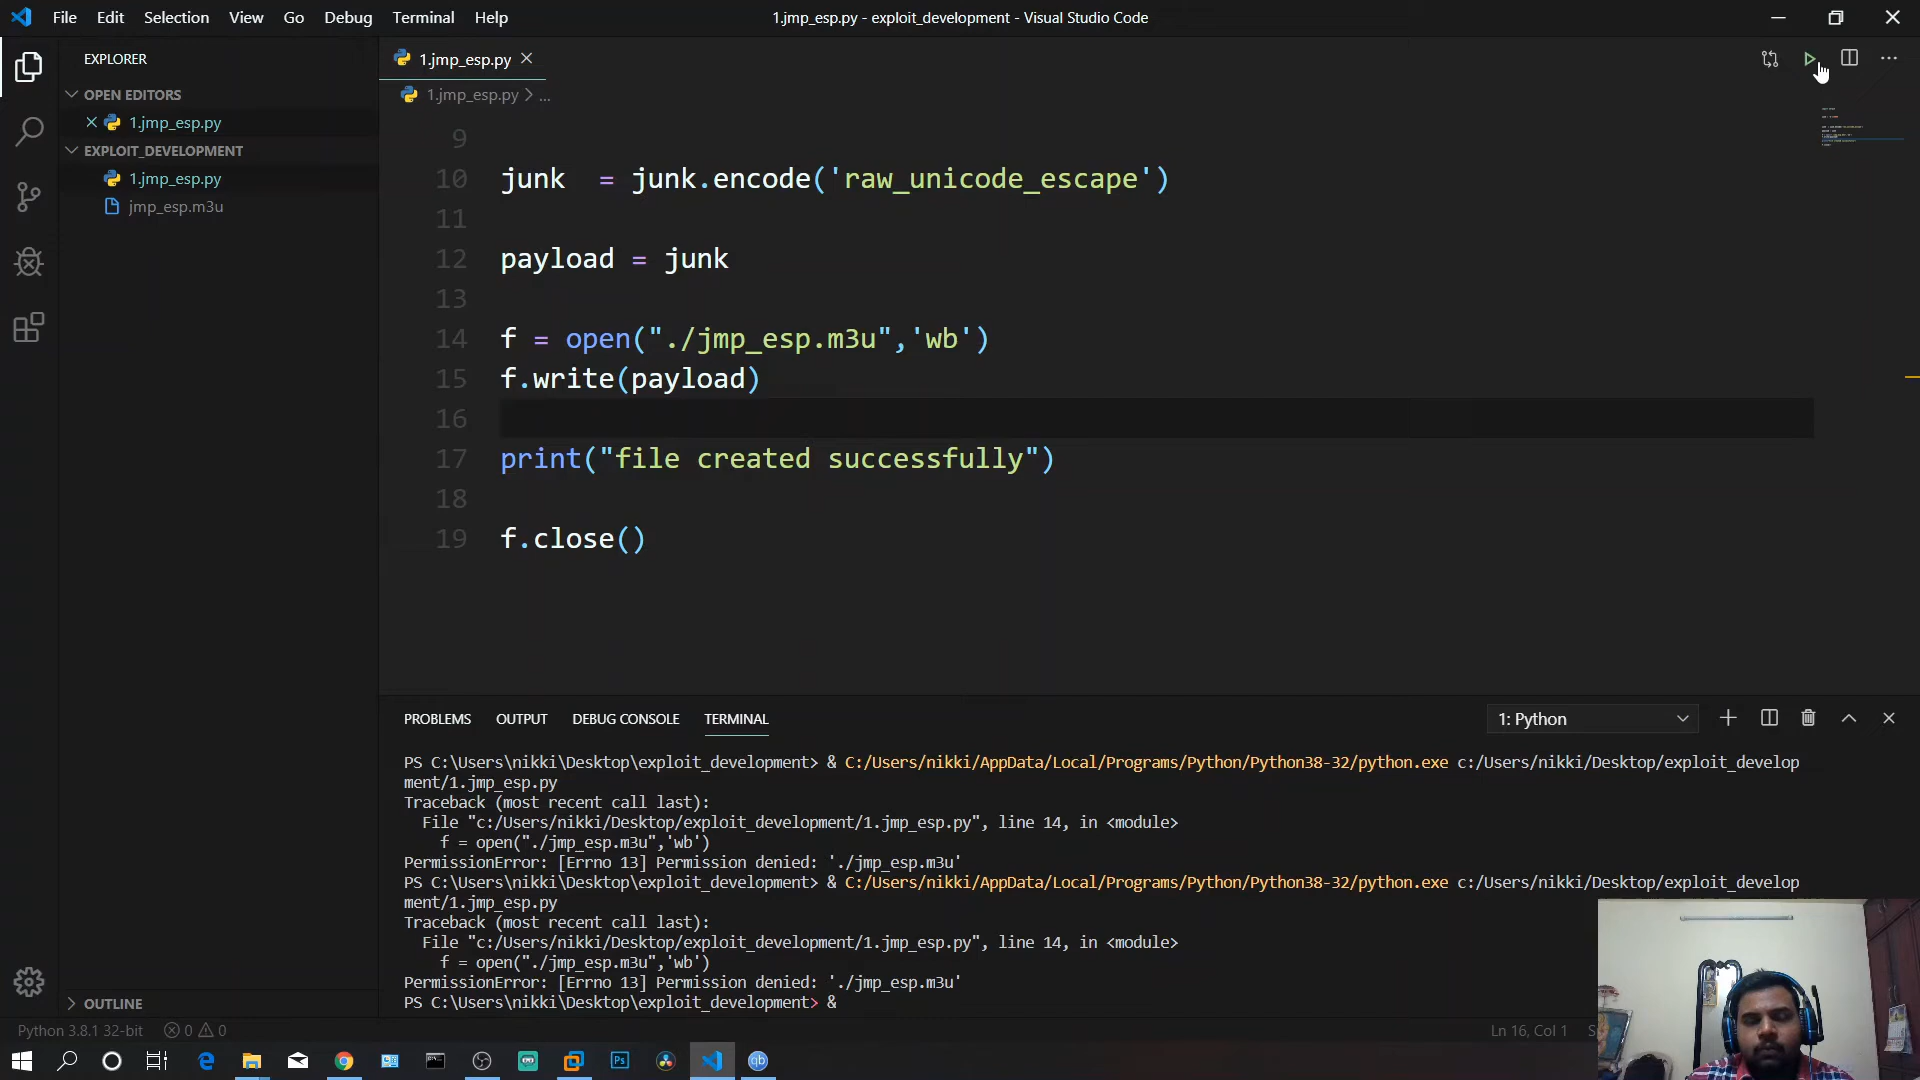 File Edit Selection View Go Debug Terminal Help
1.jmp_esp.py - exploit_development - Visual Studio Code
EXPLORER
OPEN EDITORS
1.jmp_esp.py
EXPLOIT_DEVELOPMENT
1.jmp_esp.py
jmp_esp.m3u
OUTLINE
1.jmp_esp.py
1.jmp_esp.py > ...
9
10 junk  = junk.encode('raw_unicode_escape')
11
12 payload = junk
13
14 f = open("./jmp_esp.m3u",'wb')
15 f.write(payload)
16
17 print("file created successfully")
18
19 f.close()
PROBLEMS OUTPUT DEBUG CONSOLE TERMINAL
1: Python
PS C:\Users\nikki\Desktop\exploit_development> & C:/Users/nikki/AppData/Local/Programs/Python/Python38-32/python.exe c:/Users/nikki/Desktop/exploit_develop
ment/1.jmp_esp.py
Traceback (most recent call last):
File "c:/Users/nikki/Desktop/exploit_development/1.jmp_esp.py", line 14, in <module>
f = open("./jmp_esp.m3u",'wb')
PermissionError: [Errno 13] Permission denied: './jmp_esp.m3u'
PS C:\Users\nikki\Desktop\exploit_development> & C:/Users/nikki/AppData/Local/Programs/Python/Python38-32/python.exe c:/Users/nikki/Desktop/exploit_develop
ment/1.jmp_esp.py
Traceback (most recent call last):
File "c:/Users/nikki/Desktop/exploit_development/1.jmp_esp.py", line 14, in <module>
f = open("./jmp_esp.m3u",'wb')
PermissionError: [Errno 13] Permission denied: './jmp_esp.m3u'
PS C:\Users\nikki\Desktop\exploit_development> &
Python 3.8.1 32-bit 0 0
Ln 16, Col 1
Ps
qb